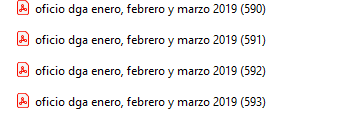 oficio dga enero, febrero y marzo 2019 (590)
oficio dga enero, febrero y marzo 2019 (591)
oficio dga enero, febrero y marzo 2019 (592)
oficio dga enero, febrero y marzo 2019 (593)